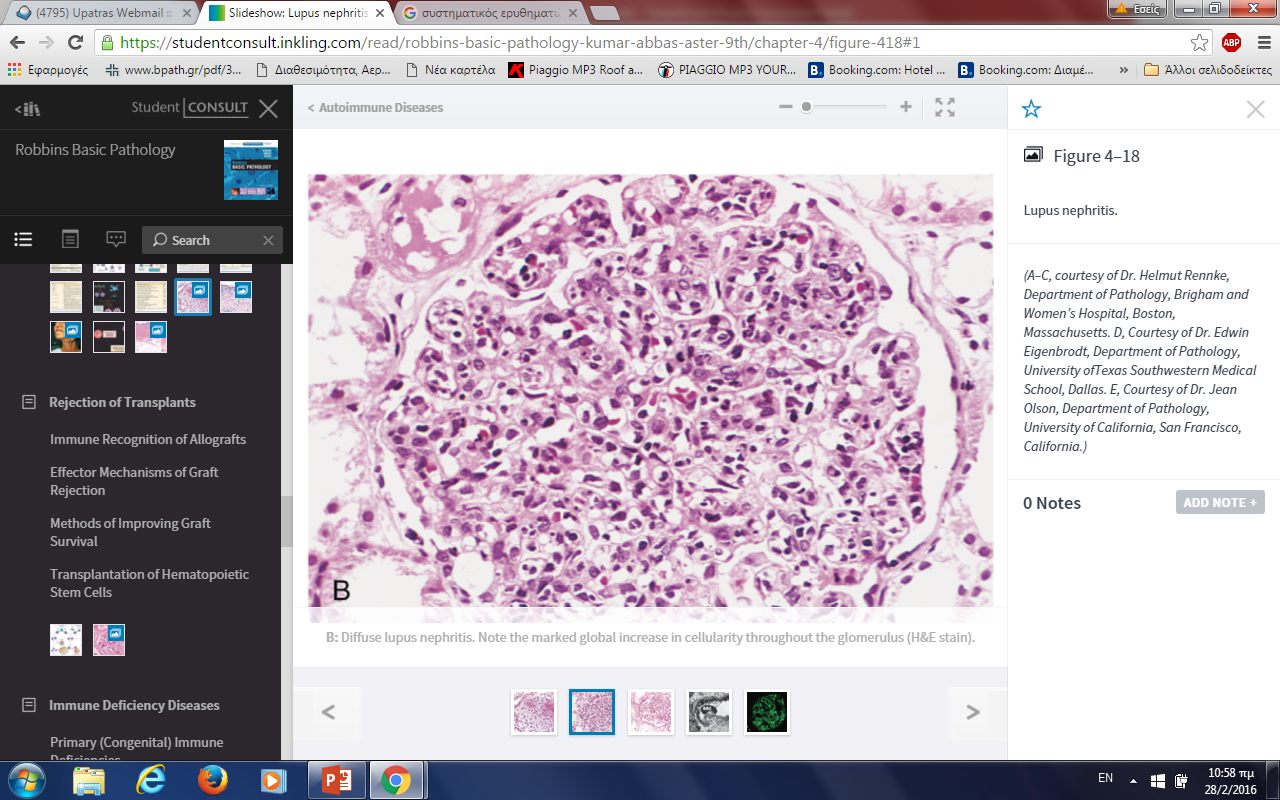 (4795) Upatras Webmail ::
Slideshow: Lupus nephritis
συστηματικός ερυθηματώ
Εσείς
https://studentconsult.inkling.com/read/robbins-basic-pathology-kumar-abbas-aster-9th/chapter-4/figure-418#1
ABP
Εφαρμογές
www.bpath.gr/pdf/3...
Διαθεσιμότητα, Αερ...
Νέα καρτέλα
Piaggio MP3 Roof a...
PIAGGIO MP3 YOUR...
Booking.com: Hotel ...
Booking.com: Διαμέ...
»
Άλλοι σελιδοδείκτες
Student CONSULT
Robbins Basic Pathology
Search
Rejection of Transplants
Immune Recognition of Allografts
Effector Mechanisms of Graft
Rejection
Methods of Improving Graft
Survival
Transplantation of Hematopoietic
Stem Cells
Immune Deficiency Diseases
Primary (Congenital) Immune
Deficiencies
< Autoimmune Diseases
B
B: Diffuse lupus nephritis. Note the marked global increase in cellularity throughout the glomerulus (H&E stain).
Figure 4–18
Lupus nephritis.
(A–C, courtesy of Dr. Helmut Rennke,
Department of Pathology, Brigham and
Women's Hospital, Boston,
Massachusetts. D, Courtesy of Dr. Edwin
Eigenbrodt, Department of Pathology,
University ofTexas Southwestern Medical
School, Dallas. E, Courtesy of Dr. Jean
Olson, Department of Pathology,
University of California, San Francisco,
California.)
0 Notes
ADD NOTE +
EN
10:58 πμ
28/2/2016